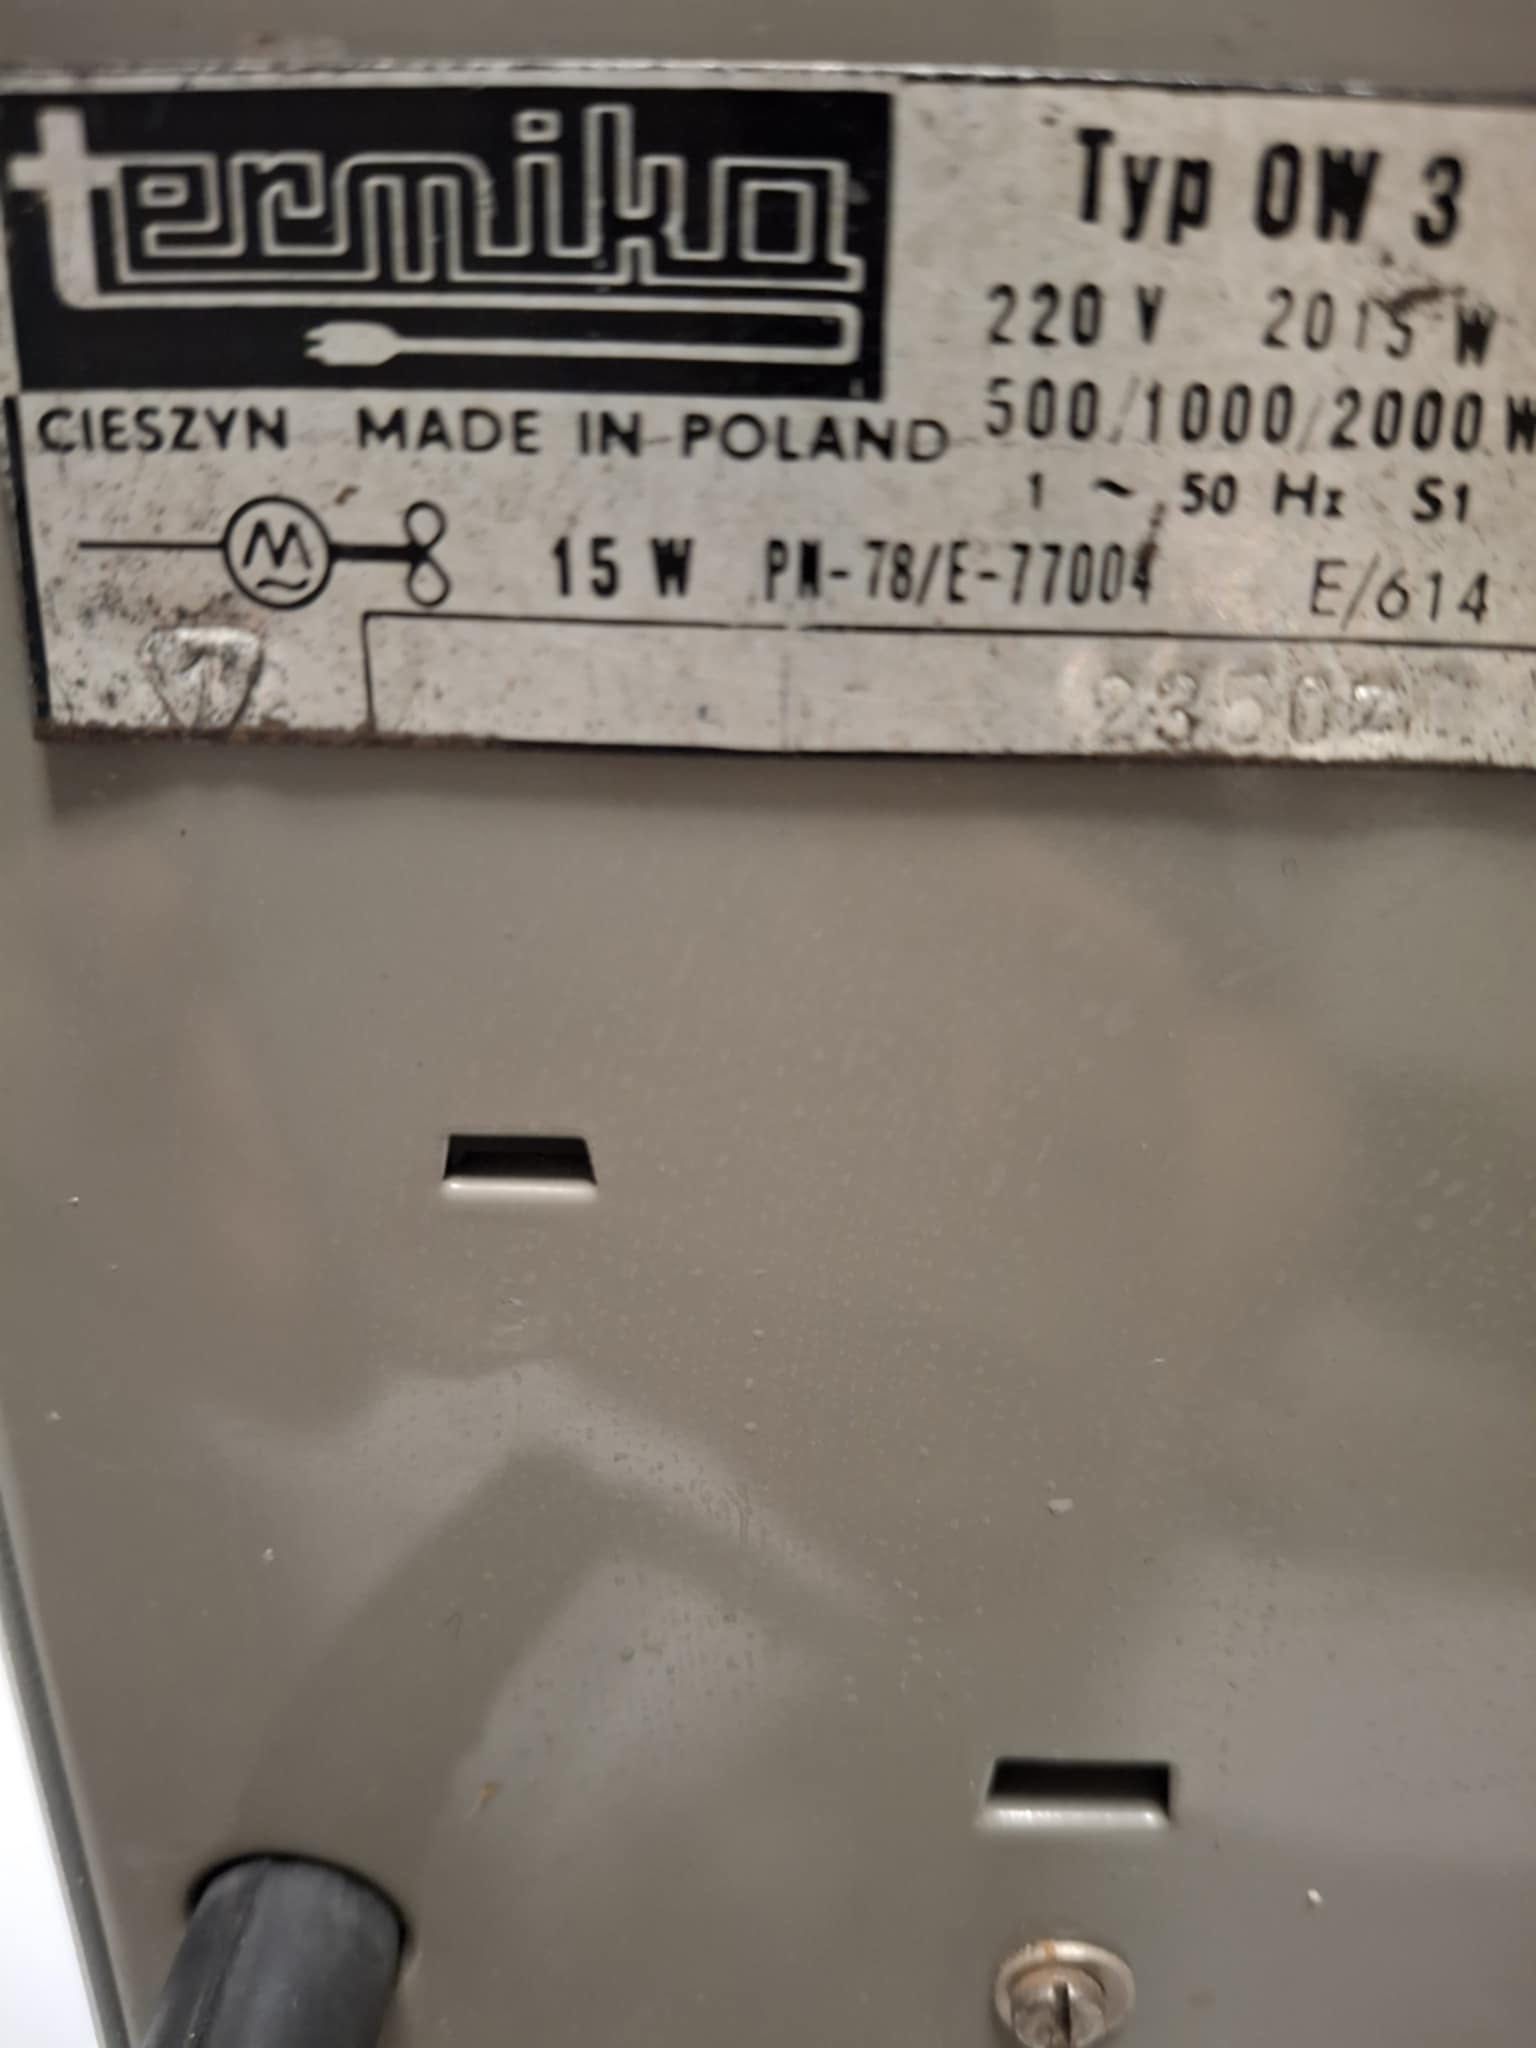 termika
Typ OW 3
220 V 2015 W
500/1000/2000 W
CIESZYN MADE IN POLAND
1 ~ 50 Hz S1
M
15 W PN-78/E-77004 E/614
23502